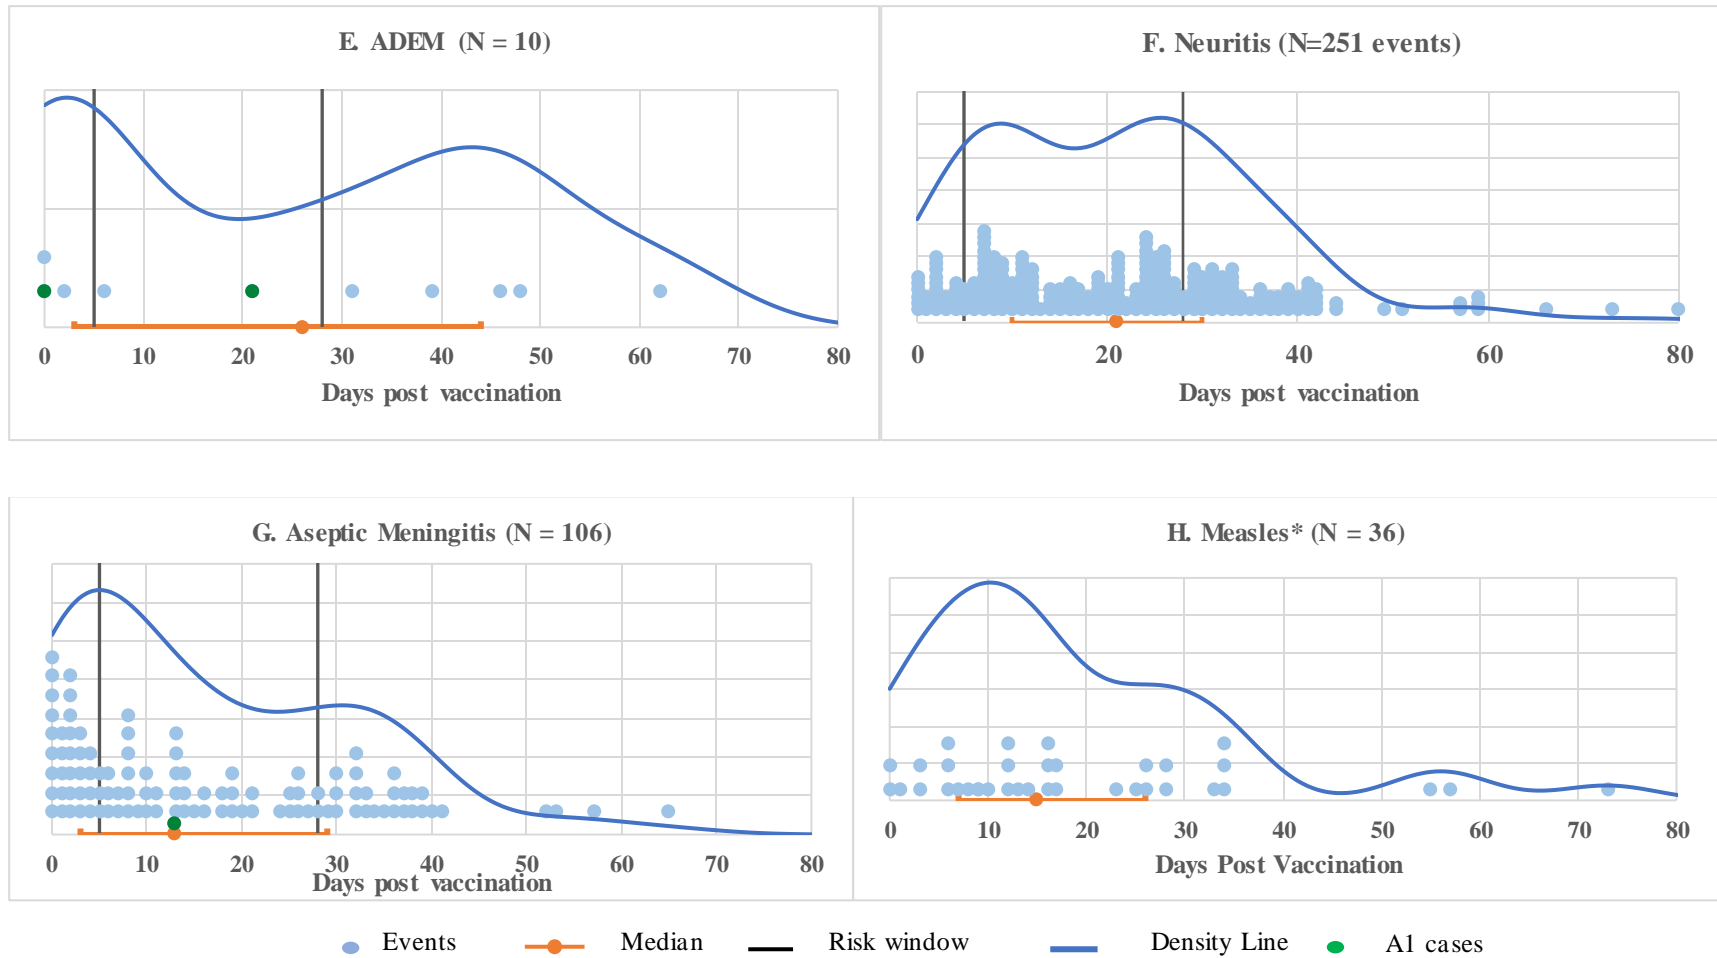 E. ADEM (N = 10)
0 10 20 30 40 50 60 70 80
Days post vaccination
F. Neuritis (N=251 events)
0 20 40 60 80
Days post vaccination
G. Aseptic Meningitis (N = 106)
0 10 20 30 40 50 60 70 80
Days post vaccination
H. Measles* (N = 36)
0 10 20 30 40 50 60 70 80
Days Post Vaccination
Events Median Risk window Density Line A1 cases